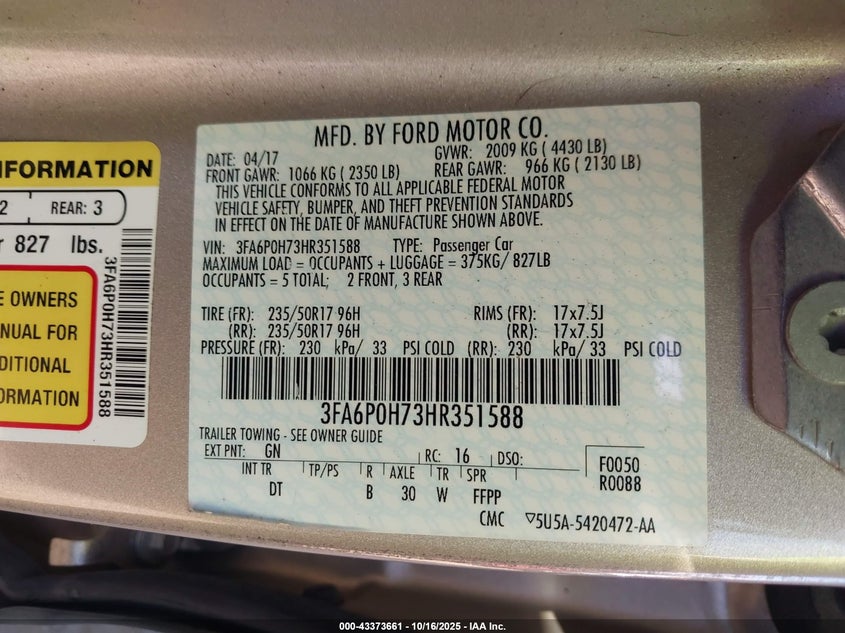 INFORMATION
2 REAR: 3
827 lbs.
OWNERS
FOR
3FA6P0H73HR351588
MFD. BY FORD MOTOR CO.
DATE: 04/17 GVWR: 2009 KG ( 4430 LB)
FRONT GAWR: 1066 KG ( 2350 LB) REAR GAWR: 966 KG ( 2130 LB)
THIS VEHICLE CONFORMS TO ALL APPLICABLE FEDERAL MOTOR
VEHICLE SAFETY, BUMPER, AND THEFT PREVENTION STANDARDS
IN EFFECT ON THE DATE OF MANUFACTURE SHOWN ABOVE.
VIN: 3FA6P0H73HR351588 TYPE: Passenger Car
MAXIMUM LOAD = OCCUPANTS + LUGGAGE = 375KG/ 827LB
OCCUPANTS = 5 TOTAL; 2 FRONT, 3 REAR
TIRE (FR): 235/50R17 96H RIMS (FR): 17x7.5J
(RR): 235/50R17 96H (RR): 17x7.5J
PRESSURE (FR): 230 kPa/ 33 PSI COLD (RR): 230 kPa/ 33 PSI COLD
3FA6P0H73HR351588
TRAILER TOWING - SEE OWNER GUIDE
EXT PNT: GN RC: 16 DSO: F0050
INT TR TP/PS R AXLE TR SPR R0088
DT B 30 W FFPP
CMC ▽5U5A-5420472-AA
000-43373661 | 10/16/2025 | IAA Inc.